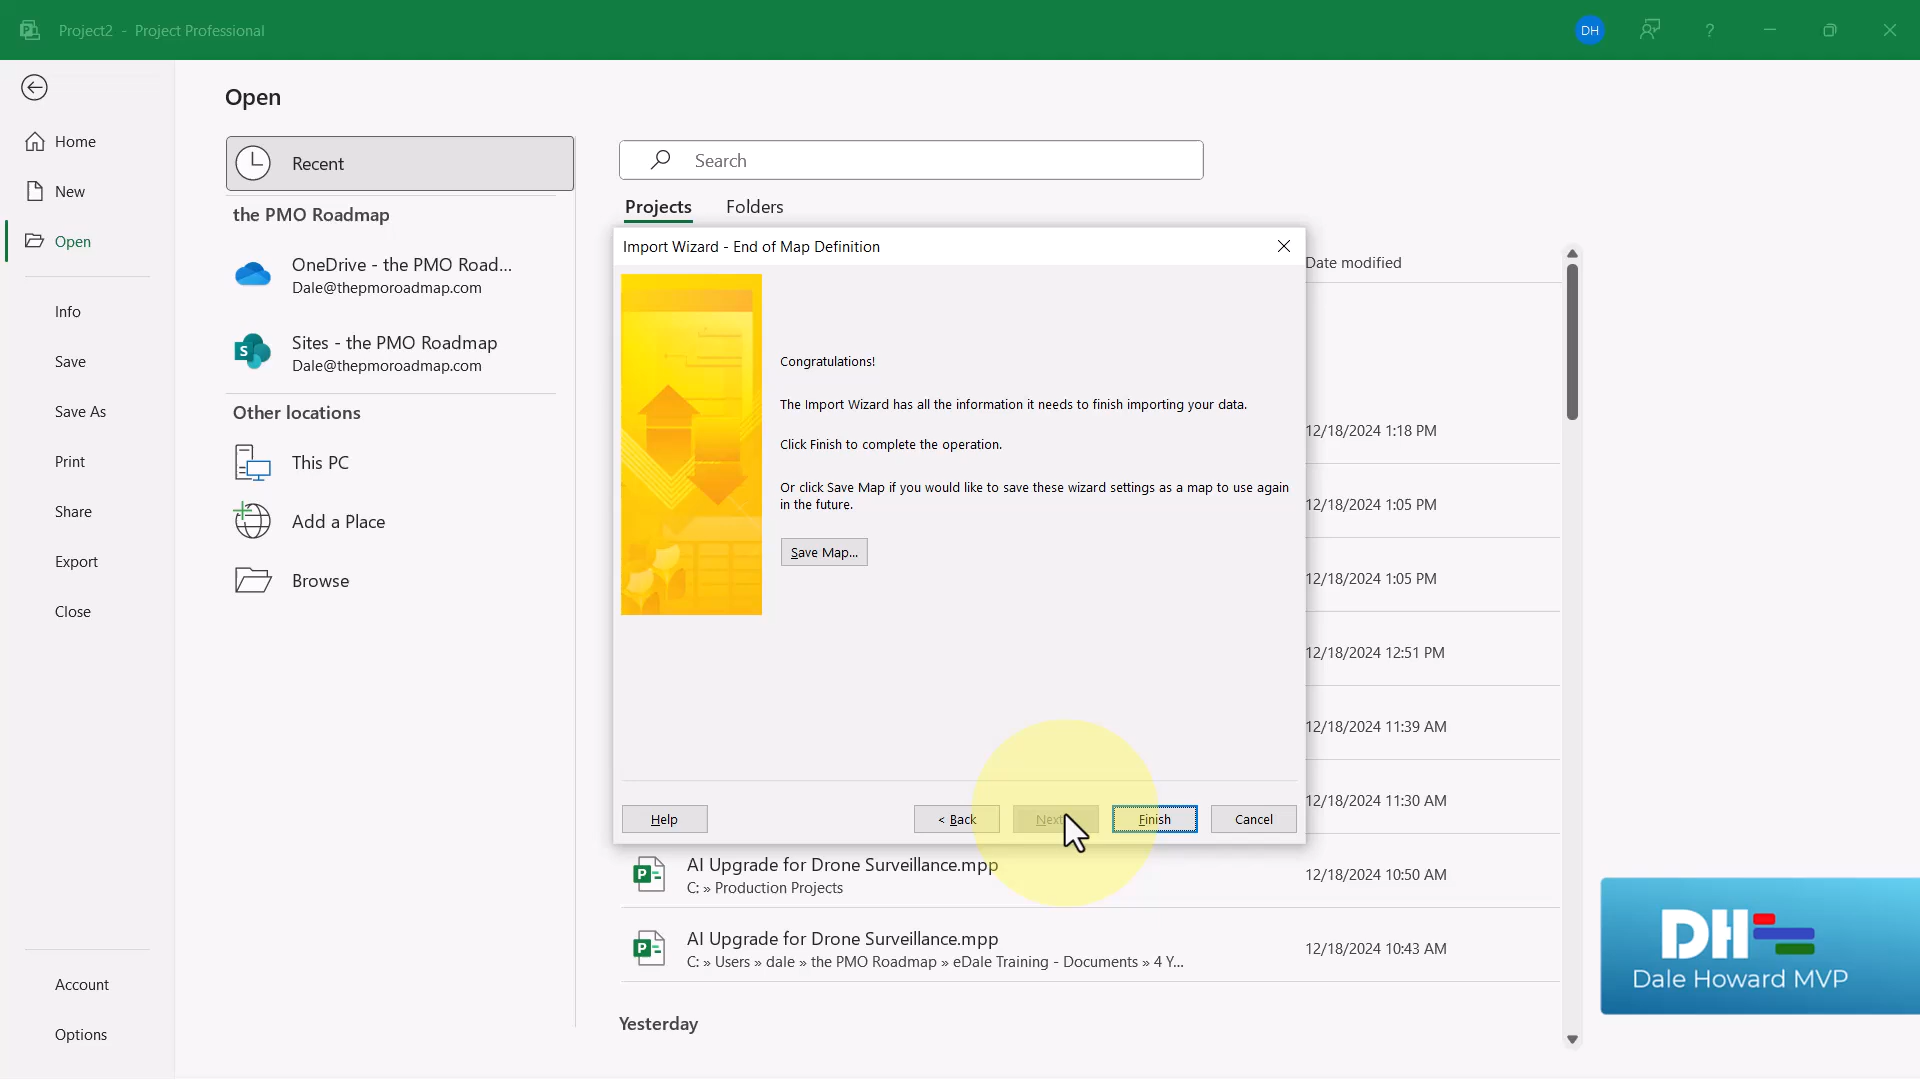 Project2 - Project Professional
DH
?
Open
Home
New
Open
Info
Save
Save As
Print
Share
Export
Close
Account
Options
Recent
the PMO Roadmap
OneDrive - the PMO Road...
Dale@thepmoroadmap.com
Sites - the PMO Roadmap
Dale@thepmoroadmap.com
Other locations
This PC
Add a Place
Browse
Search
Projects
Folders
Date modified
Import Wizard - End of Map Definition
Congratulations!
The Import Wizard has all the information it needs to finish importing your data.
Click Finish to complete the operation.
Or click Save Map if you would like to save these wizard settings as a map to use again
in the future.
Save Map...
Help
< Back
Next
Finish
Cancel
12/18/2024 1:18 PM
12/18/2024 1:05 PM
12/18/2024 1:05 PM
12/18/2024 12:51 PM
12/18/2024 11:39 AM
12/18/2024 11:30 AM
AI Upgrade for Drone Surveillance.mpp
C: » Production Projects
12/18/2024 10:50 AM
AI Upgrade for Drone Surveillance.mpp
C: » Users » dale » the PMO Roadmap » eDale Training - Documents » 4 Y...
12/18/2024 10:43 AM
Yesterday
DH
Dale Howard MVP